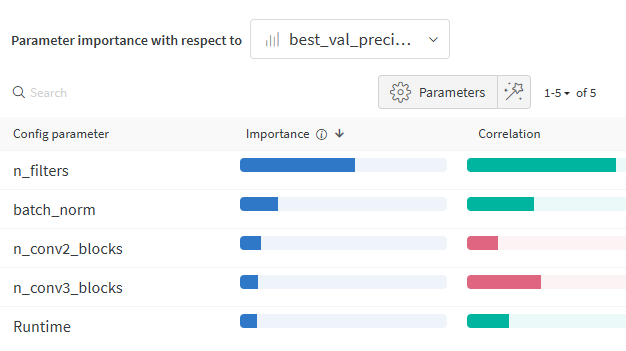 Parameter importance with respect to best_val_preci...
Search Parameters 1-5 of 5
Config parameter Importance Correlation
n_filters
batch_norm
n_conv2_blocks
n_conv3_blocks
Runtime